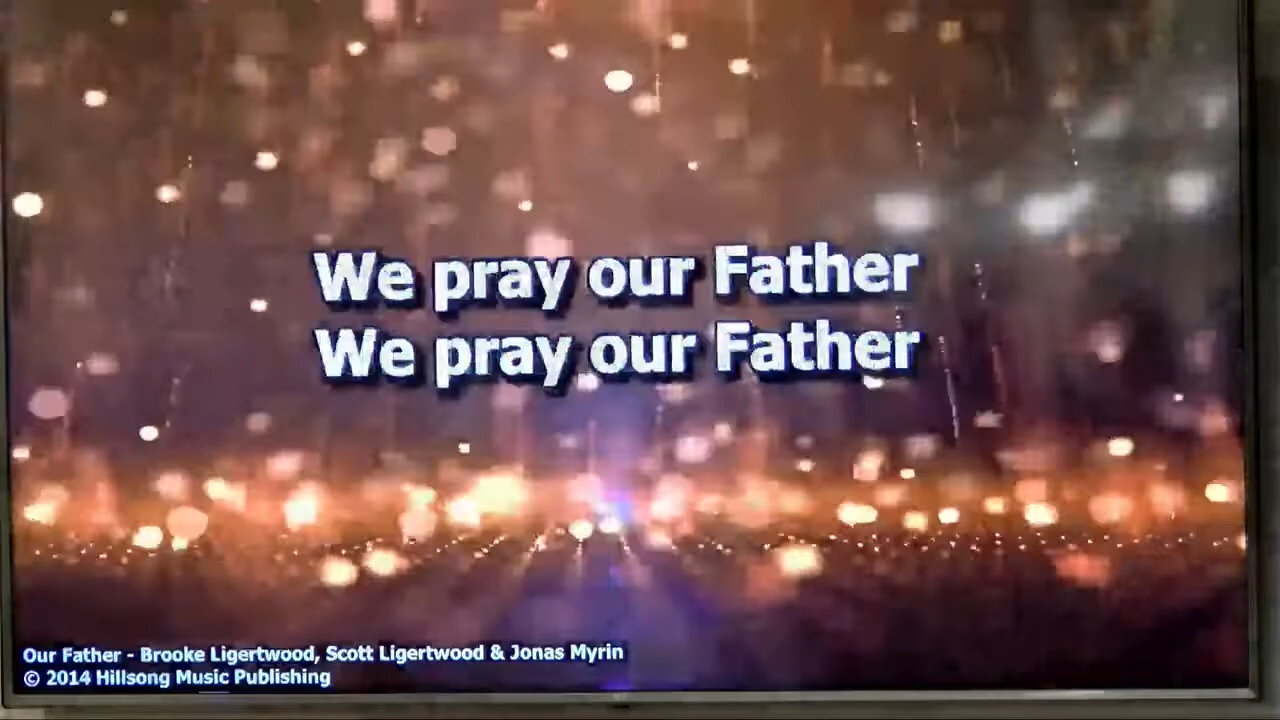 We pray our Father
We pray our Father
Our Father - Brooke Ligertwood, Scott Ligertwood & Jonas Myrin
© 2014 Hillsong Music Publishing